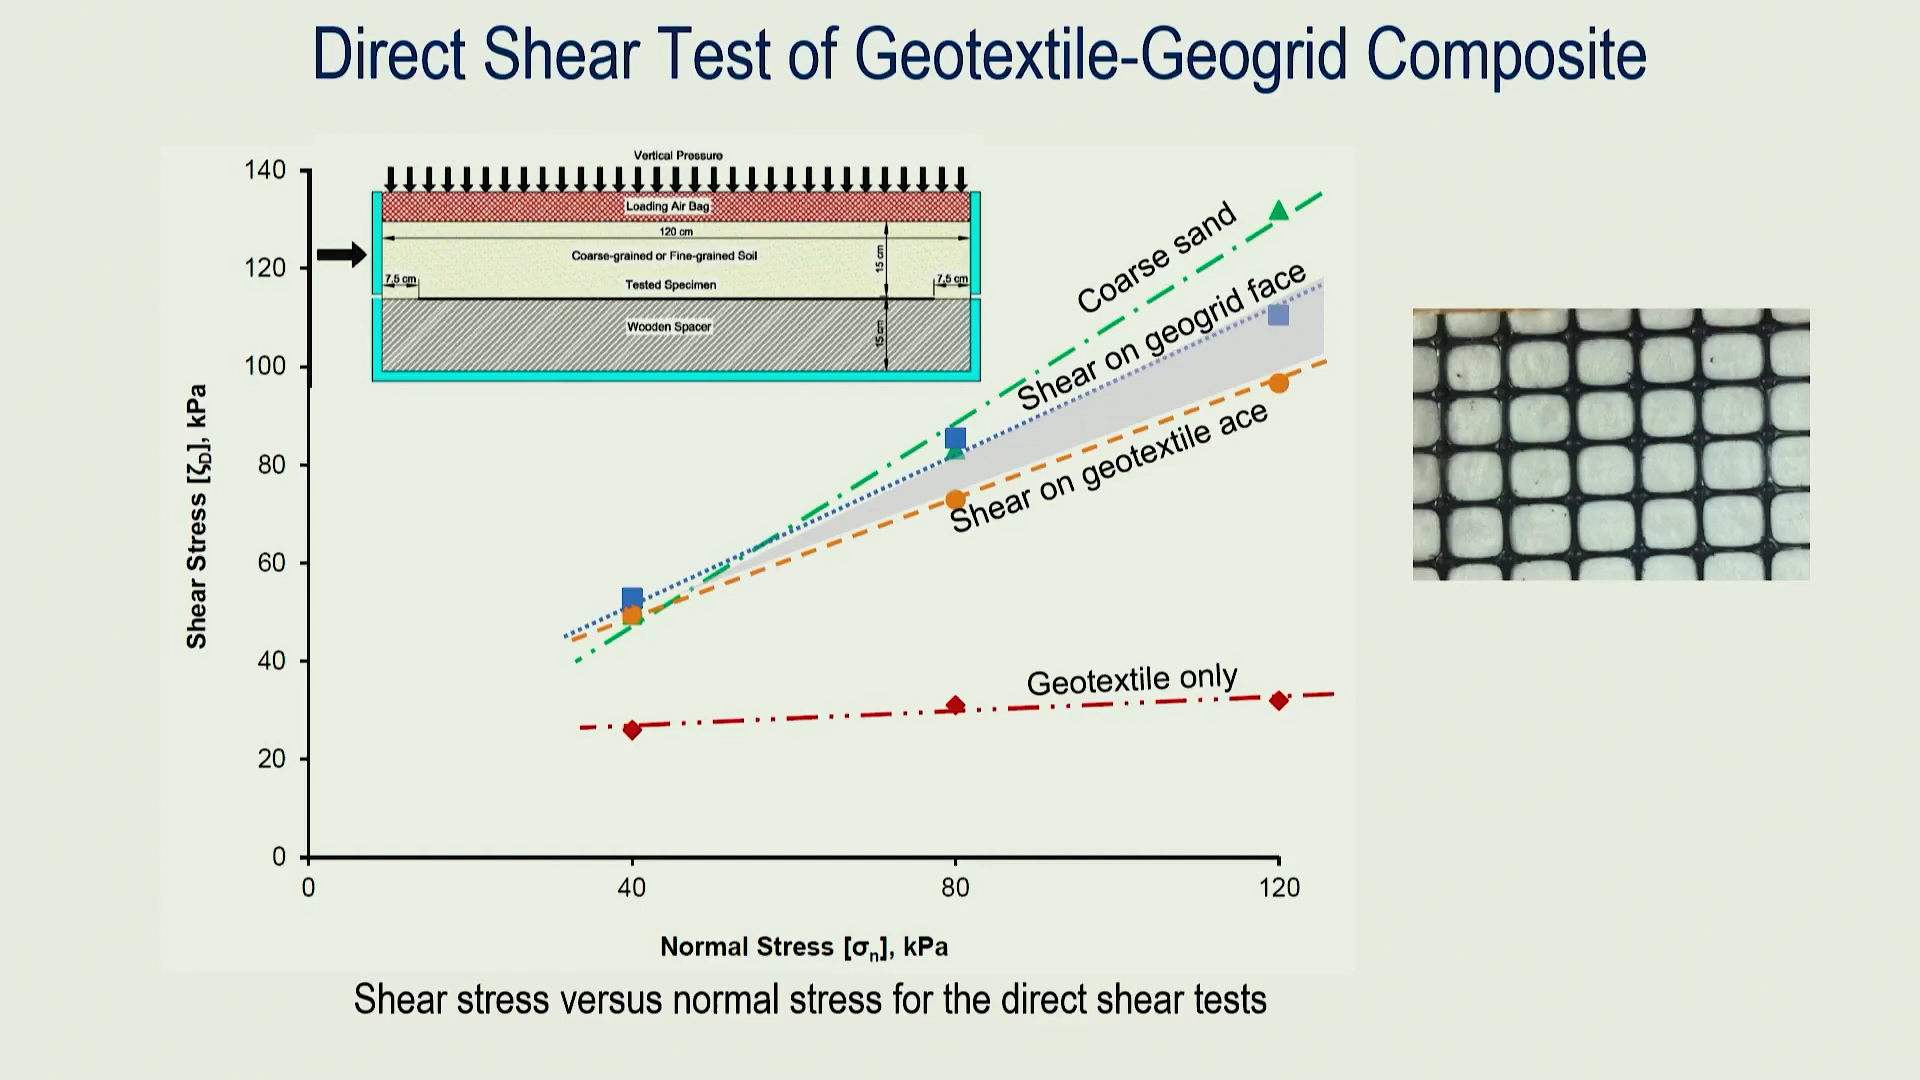 Direct Shear Test of Geotextile-Geogrid Composite
Vertical Pressure
Loading Air Bag
120 cm
Coarse-grained or Fine-grained Soil
15 cm
7.5 cm
7.5 cm
Tested Specimen
Wooden Spacer
15 cm
140
120
100
80
60
40
20
0
Shear Stress [ζD], kPa
Coarse sand
Shear on geogrid face
Shear on geotextile ace
Geotextile only
0
40
80
120
Normal Stress [σn], kPa
Shear stress versus normal stress for the direct shear tests